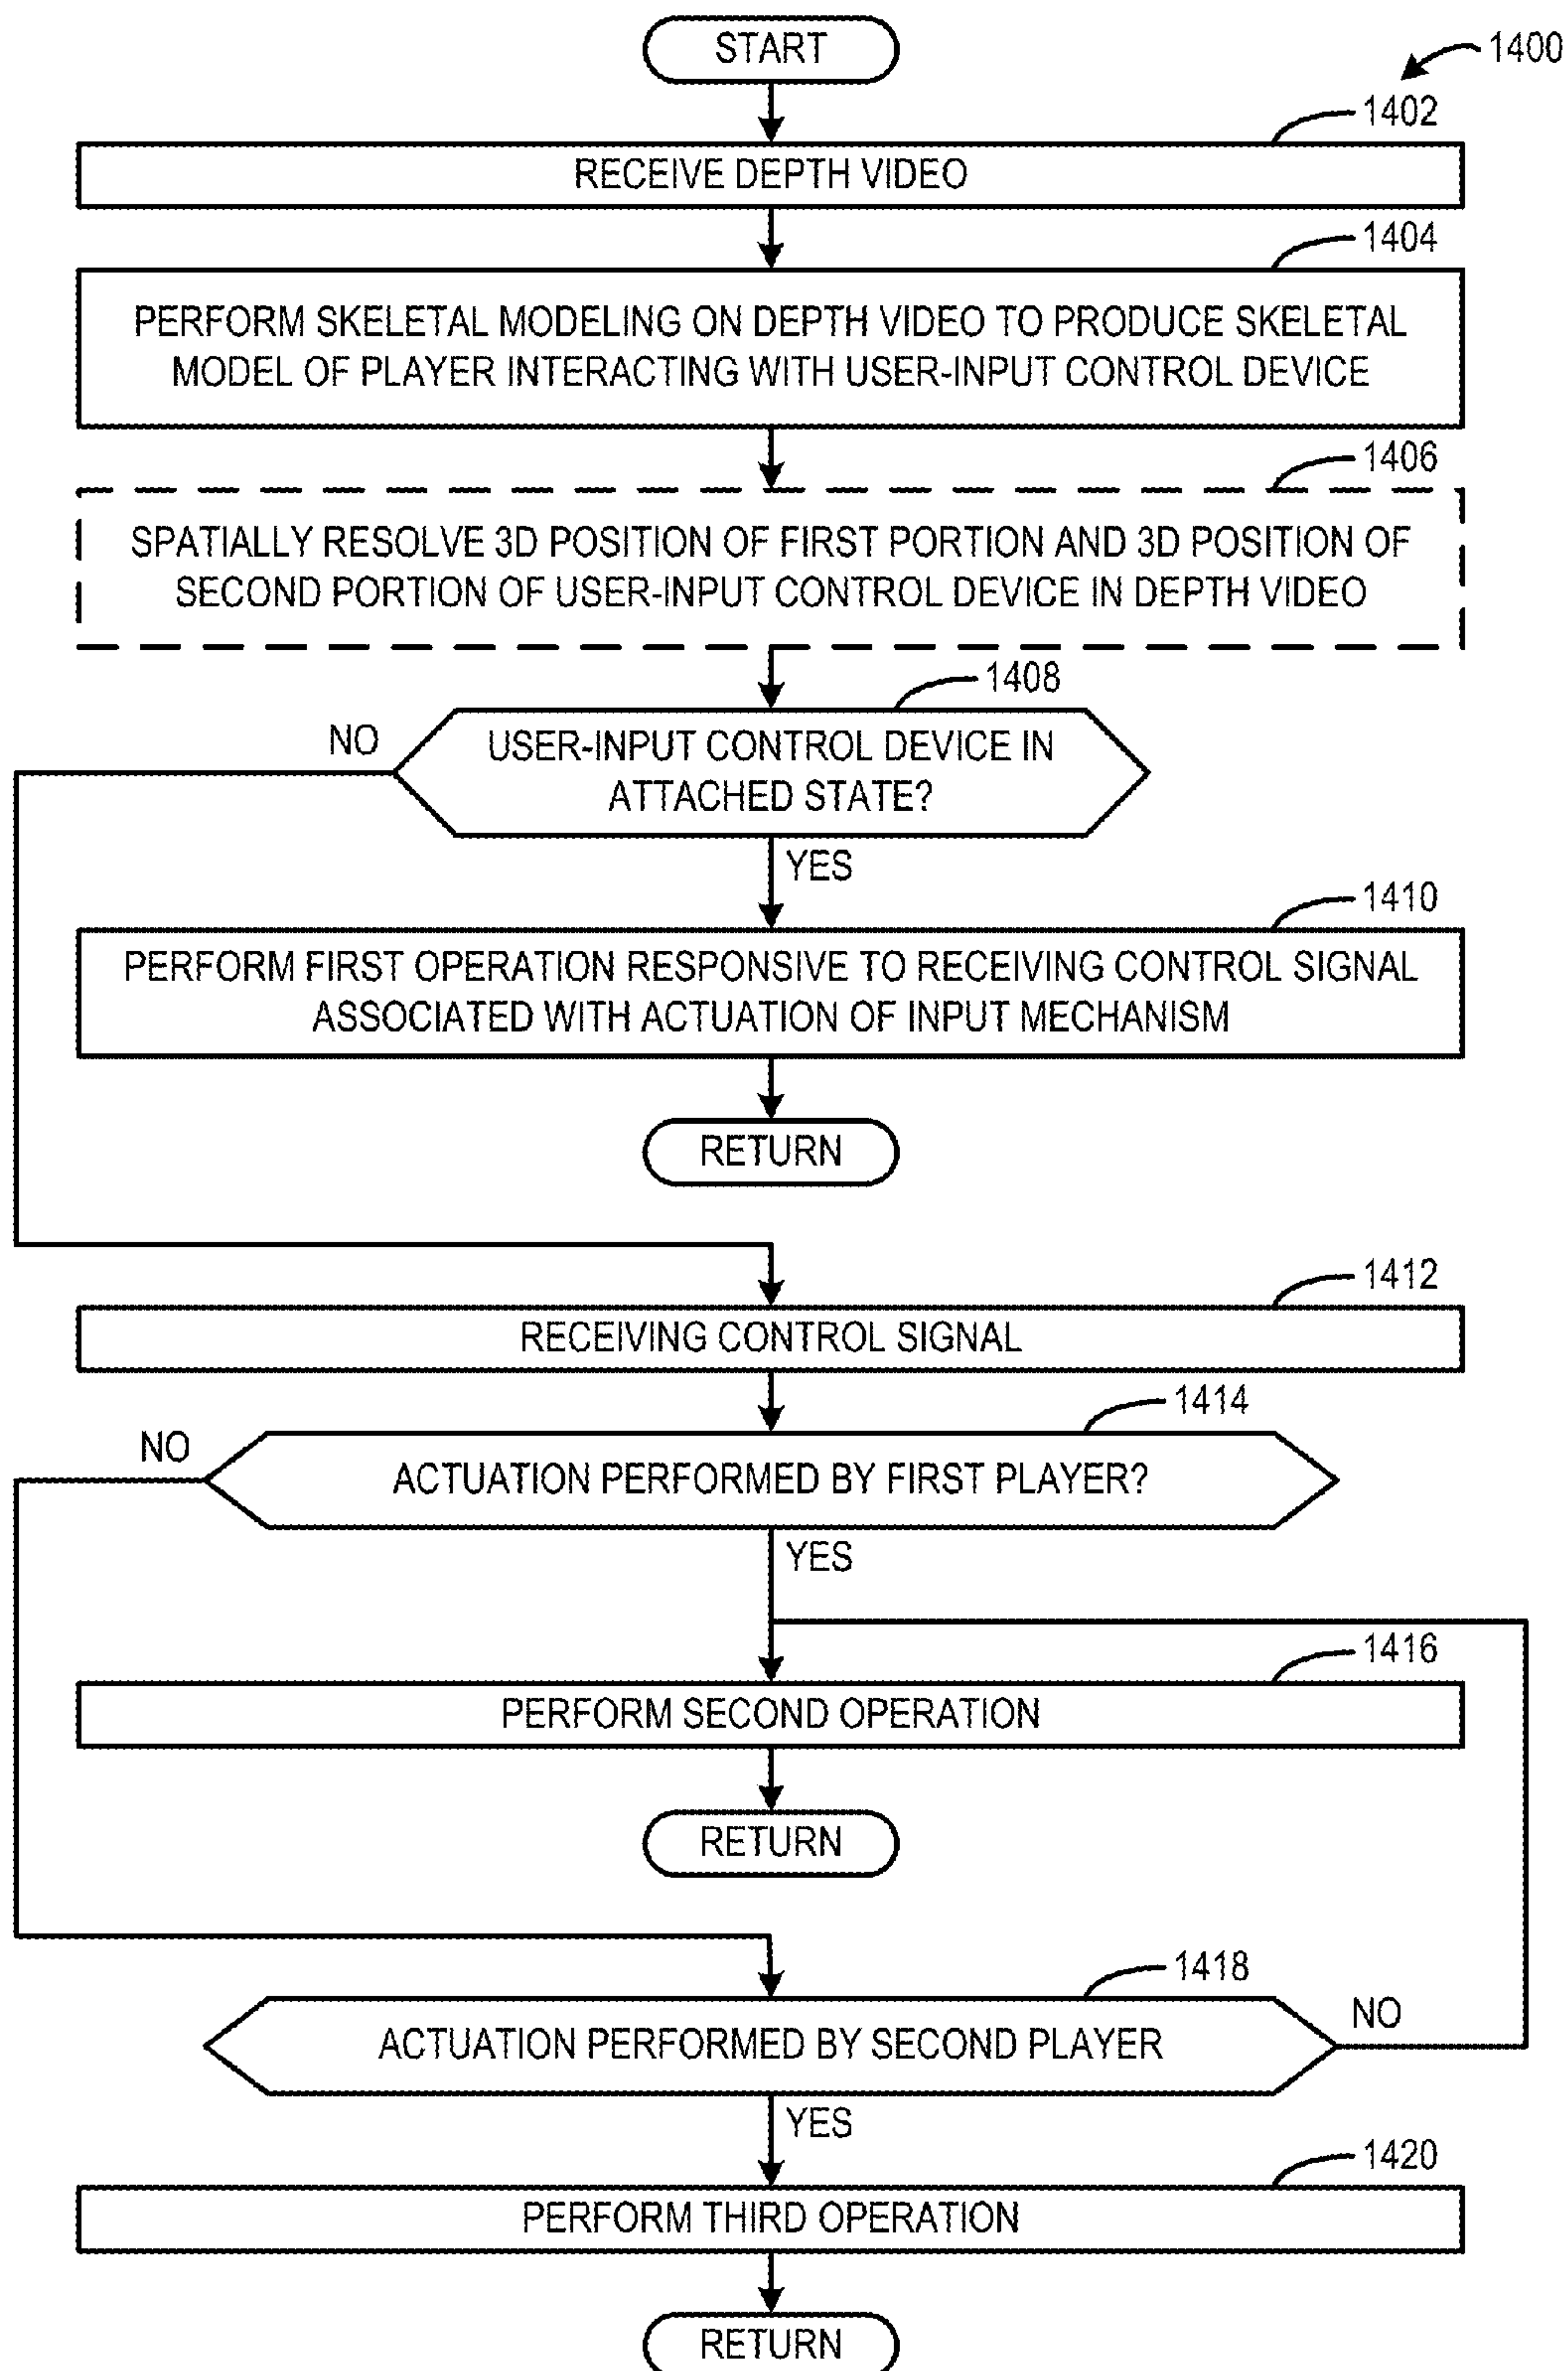 START
1400
1402
RECEIVE DEPTH VIDEO
1404
PERFORM SKELETAL MODELING ON DEPTH VIDEO TO PRODUCE SKELETAL
MODEL OF PLAYER INTERACTING WITH USER-INPUT CONTROL DEVICE
1406
SPATIALLY RESOLVE 3D POSITION OF FIRST PORTION AND 3D POSITION OF
SECOND PORTION OF USER-INPUT CONTROL DEVICE IN DEPTH VIDEO
1408
NO
USER-INPUT CONTROL DEVICE IN
ATTACHED STATE?
YES
1410
PERFORM FIRST OPERATION RESPONSIVE TO RECEIVING CONTROL SIGNAL
ASSOCIATED WITH ACTUATION OF INPUT MECHANISM
RETURN
1412
RECEIVING CONTROL SIGNAL
1414
NO
ACTUATION PERFORMED BY FIRST PLAYER?
YES
1416
PERFORM SECOND OPERATION
RETURN
1418
ACTUATION PERFORMED BY SECOND PLAYER
NO
YES
1420
PERFORM THIRD OPERATION
RETURN